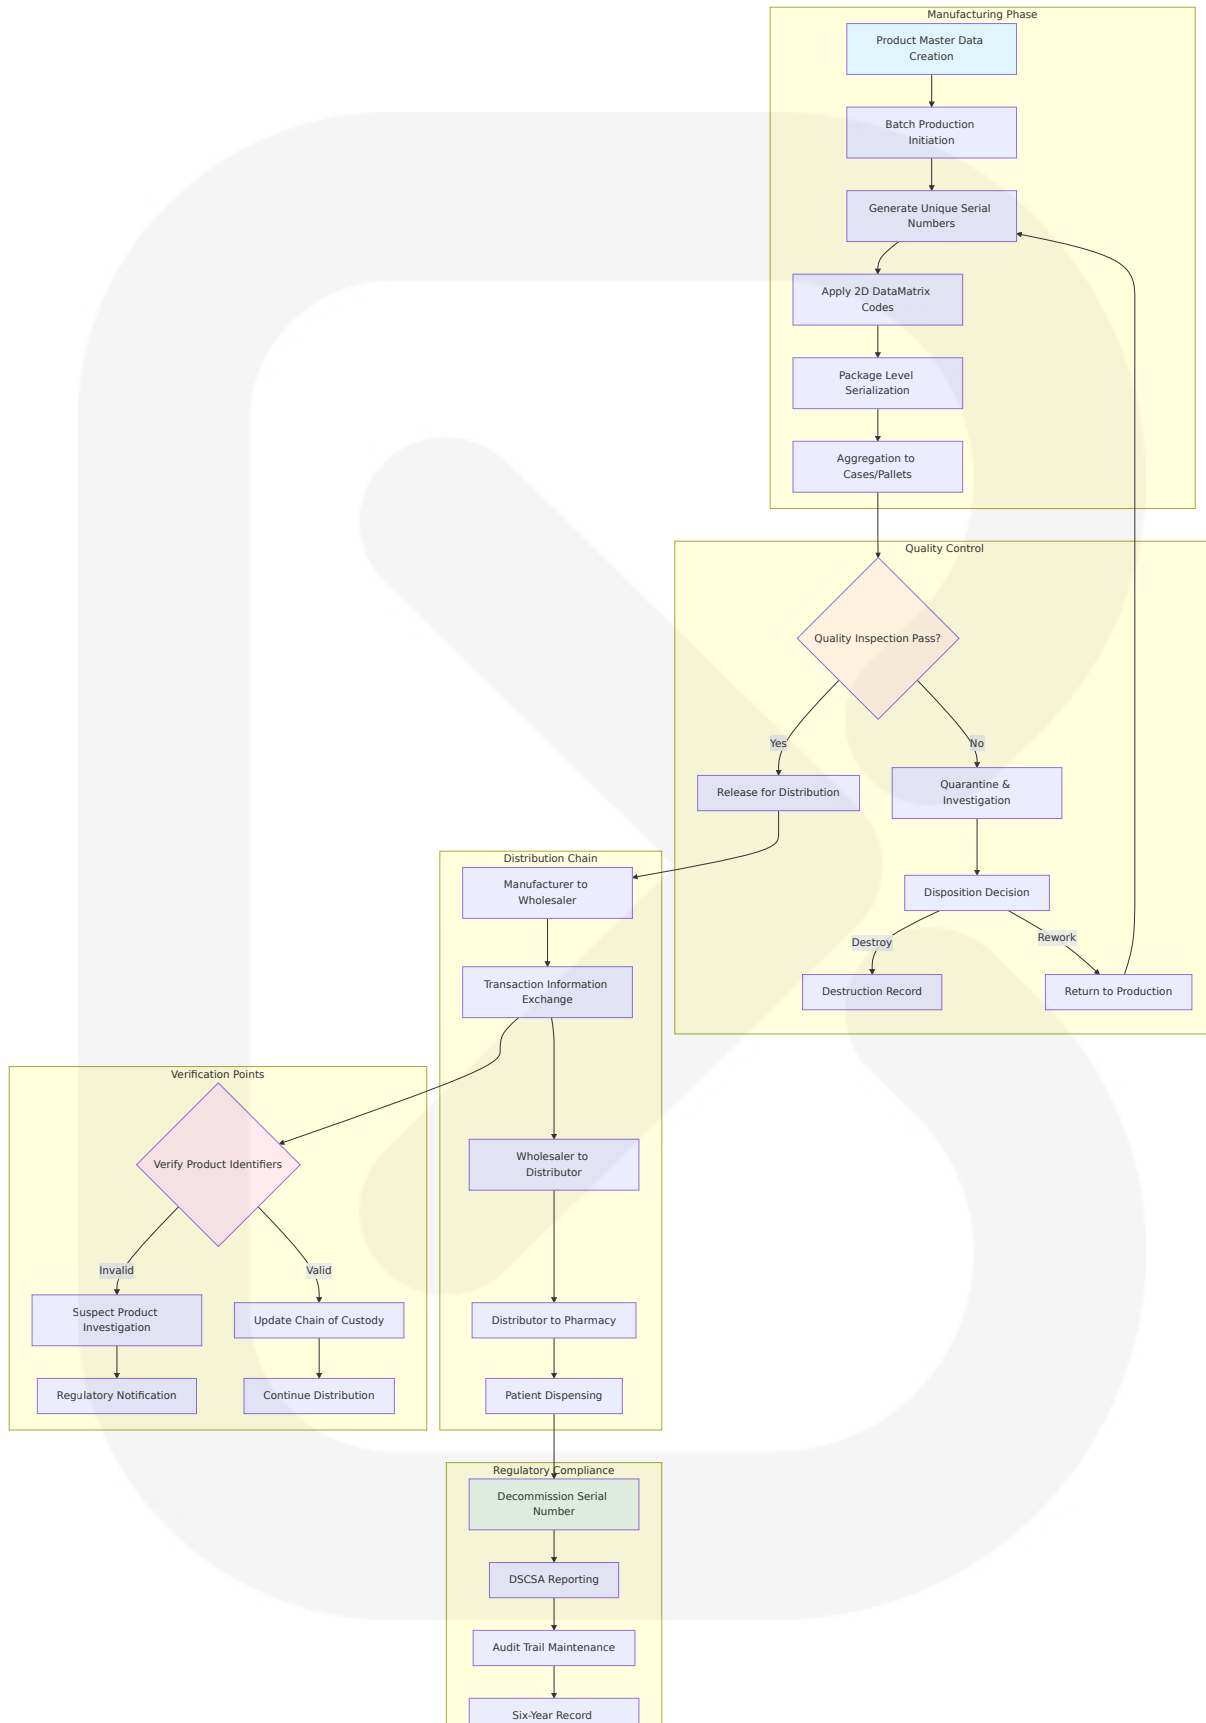 Manufacturing Phase
Product Master Data
Creation
Batch Production
Initiation
Generate Unique Serial
Numbers
Apply 2D DataMatrix
Codes
Package Level
Serialization
Aggregation to
Cases/Pallets
Quality Control
Quality Inspection Pass?
Yes
No
Release for Distribution
Quarantine &
Investigation
Disposition Decision
Destroy
Rework
Destruction Record
Return to Production
Distribution Chain
Manufacturer to
Wholesaler
Transaction Information
Exchange
Wholesaler to
Distributor
Distributor to Pharmacy
Patient Dispensing
Verification Points
Verify Product Identifiers
Invalid
Valid
Suspect Product
Investigation
Update Chain of Custody
Regulatory Notification
Continue Distribution
Regulatory Compliance
Decommission Serial
Number
DSCSA Reporting
Audit Trail Maintenance
Six-Year Record